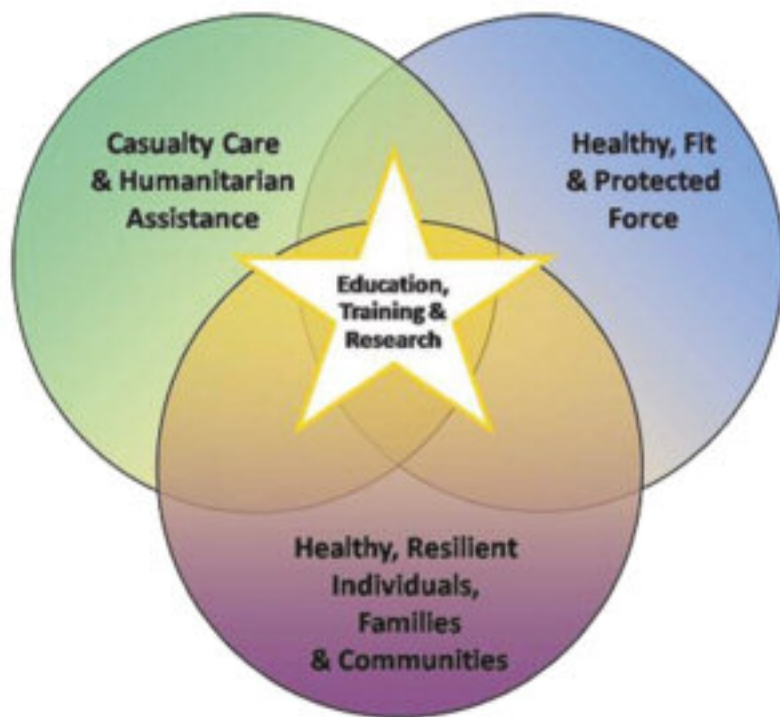 Casualty Care
& Humanitarian
Assistance
Healthy, Fit
& Protected
Force
Education,
Training &
Research
Healthy, Resilient
Individuals,
Families
& Communities